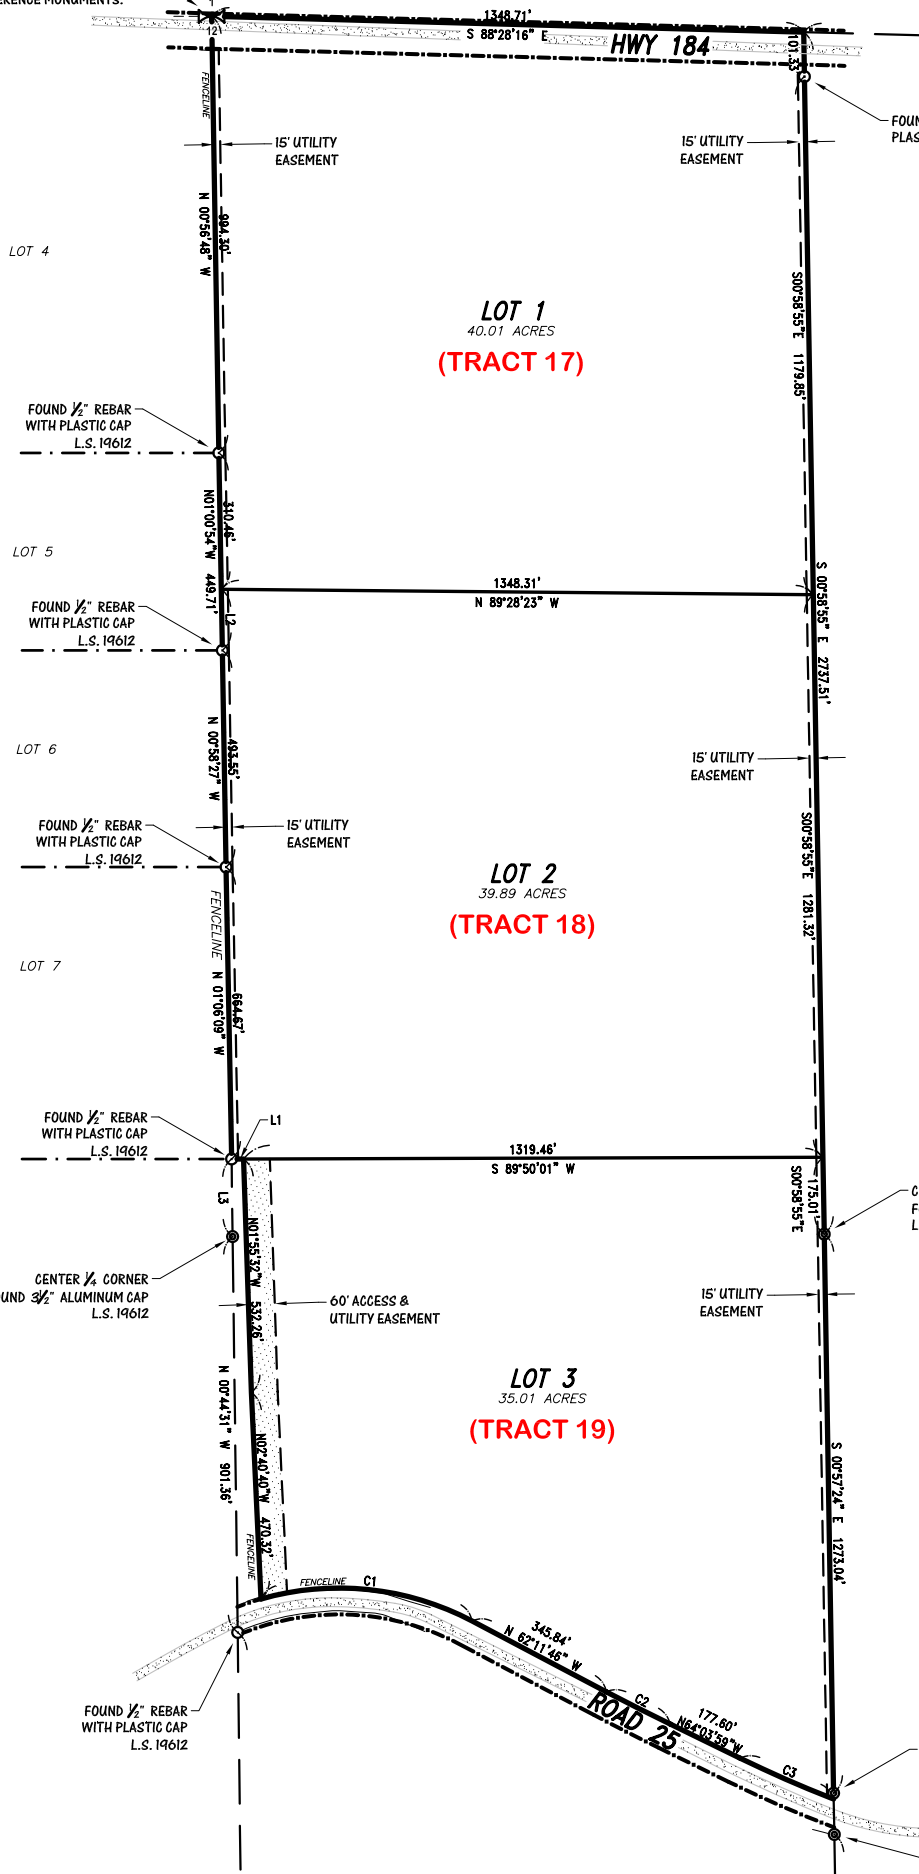 1348.71'
S 88°28'16" E
HWY 184
1
12
FENCELINE
101.33'
15' UTILITY
EASEMENT
15' UTILITY
EASEMENT
N 00°56'48" W
994.30'
LOT 4
LOT 1
40.01 ACRES
(TRACT 17)
S00°58'55"E 1179.85'
FOUND 1/2" REBAR
WITH PLASTIC CAP
L.S. 19612
N01°00'54"W 449.71'
310.46'
LOT 5
L2
1348.31'
N 89°28'23" W
S 00°58'55" E 2737.51'
FOUND 1/2" REBAR
WITH PLASTIC CAP
L.S. 19612
LOT 6
N 00°58'27" W
493.55'
15' UTILITY
EASEMENT
FOUND 1/2" REBAR
WITH PLASTIC CAP
L.S. 19612
15' UTILITY
EASEMENT
LOT 2
39.89 ACRES
(TRACT 18)
S00°58'55"E 1281.32'
FENCELINE
N 01°06'09" W
664.67'
LOT 7
FOUND 1/2" REBAR
WITH PLASTIC CAP
L.S. 19612
L1
1319.46'
S 89°50'01" W
L3
175.01'
S00°58'55"E
N01°55'32"W 532.26'
CENTER 1/4 CORNER
OUND 3 1/2" ALUMINUM CAP
L.S. 19612
60' ACCESS &
UTILITY EASEMENT
15' UTILITY
EASEMENT
LOT 3
35.01 ACRES
(TRACT 19)
N 00°44'31" W 901.36'
N02°40'40"W 470.32'
S 00°57'24" E 1273.04'
FENCELINE
FENCELINE
C1
345.84'
N 62°11'46" W
C2
177.60'
N64°03'59"W
ROAD 25
C3
FOUND 1/2" REBAR
WITH PLASTIC CAP
L.S. 19612